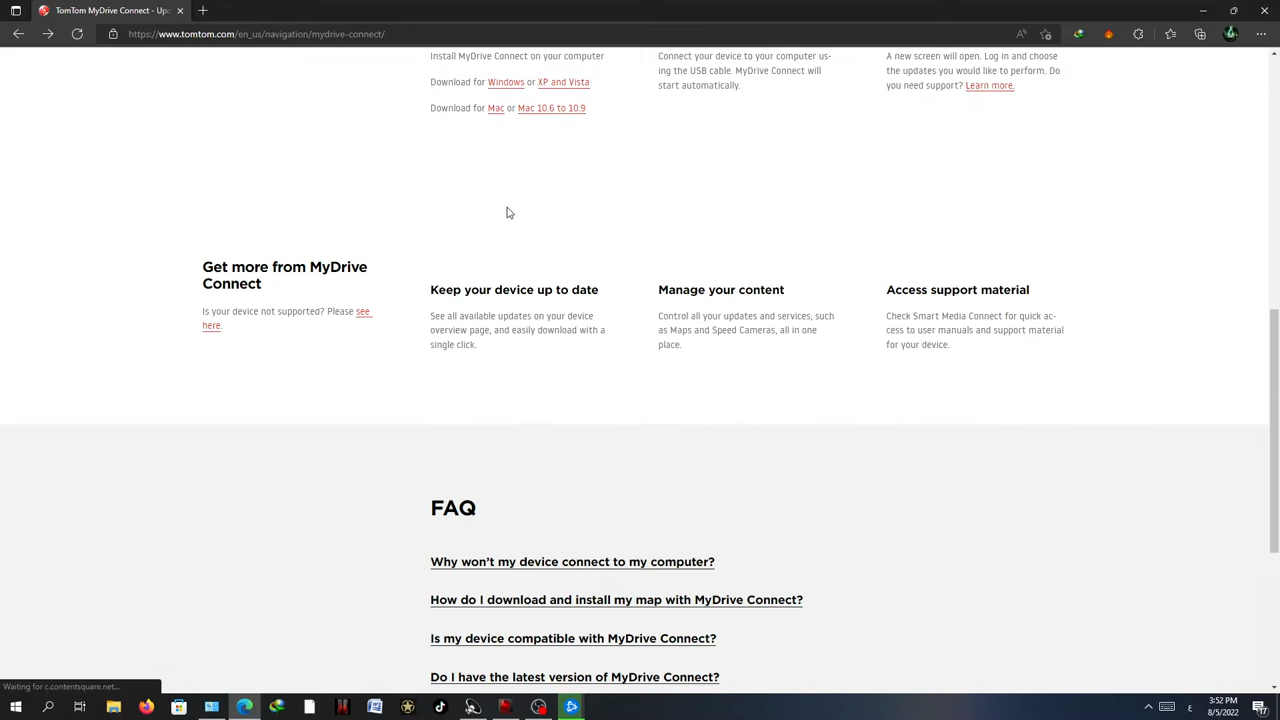 TomTom MyDrive Connect - Upd
https://www.tomtom.com/en_us/navigation/mydrive-connect/
Install MyDrive Connect on your computer
Download for Windows or XP and Vista
Download for Mac or Mac 10.6 to 10.9
Connect your device to your computer us-
ing the USB cable. MyDrive Connect will
start automatically.
A new screen will open. Log in and choose
the updates you would like to perform. Do
you need support? Learn more.
Get more from MyDrive
Connect
Is your device not supported? Please see
here.
Keep your device up to date
See all available updates on your device
overview page, and easily download with a
single click.
Manage your content
Control all your updates and services, such
as Maps and Speed Cameras, all in one
place.
Access support material
Check Smart Media Connect for quick ac-
cess to user manuals and support material
for your device.
FAQ
Why won’t my device connect to my computer?
How do I download and install my map with MyDrive Connect?
Is my device compatible with MyDrive Connect?
Do I have the latest version of MyDrive Connect?
Waiting for c.contentsquare.net...
ع
3:52 PM
8/5/2022